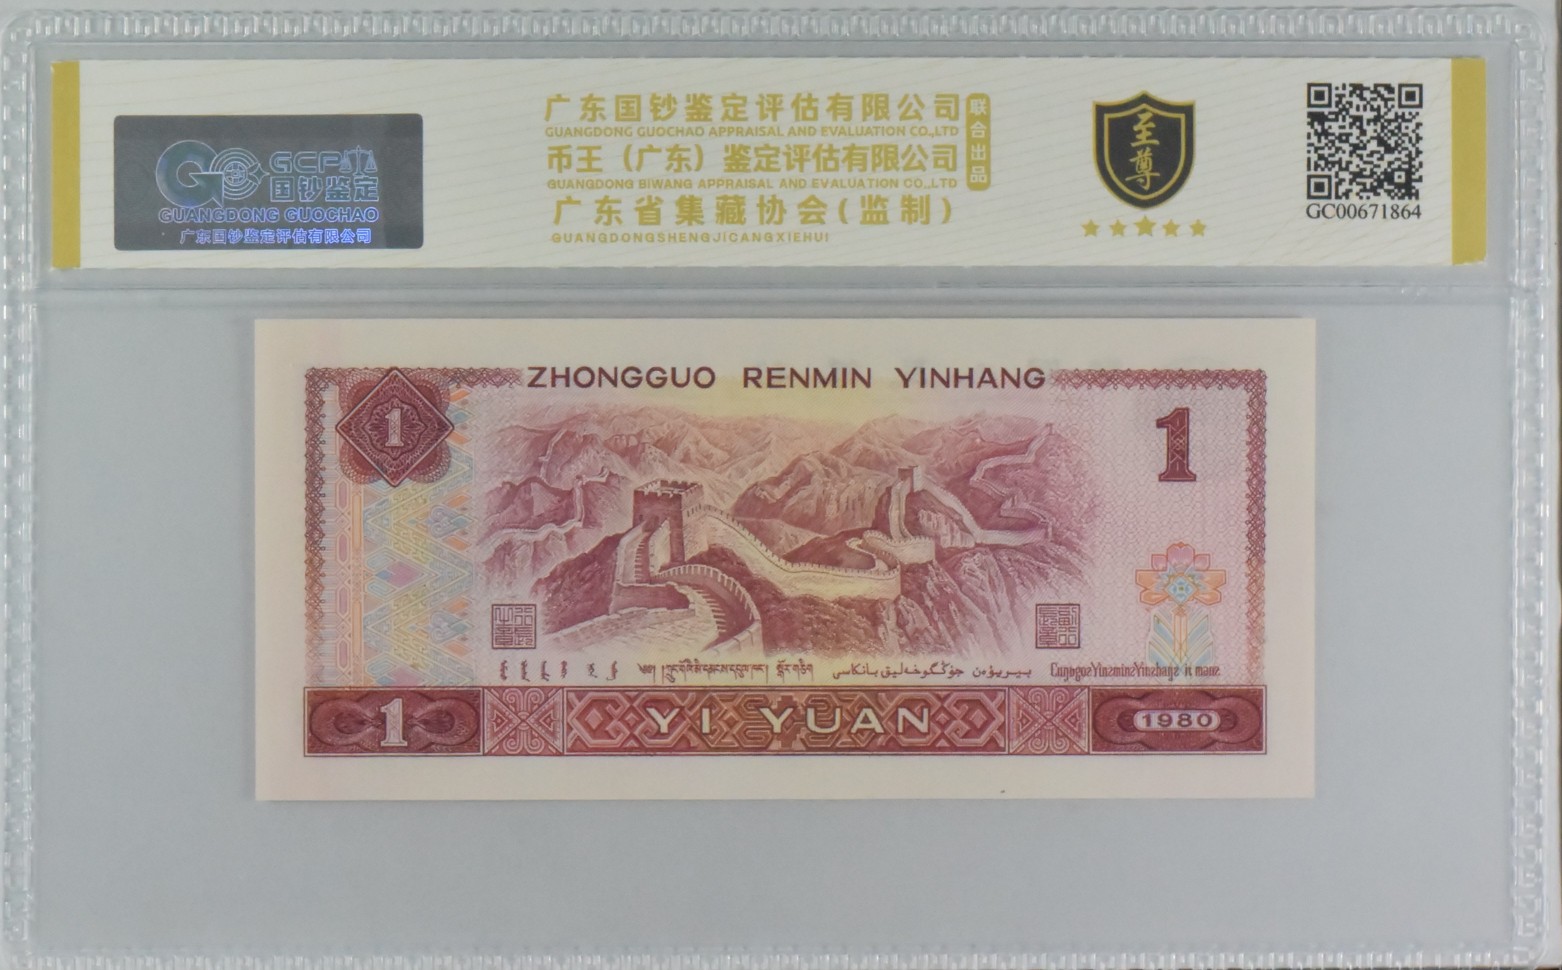 广东国钞鉴定评估有限公司
GUANGDONG GUOCHAO APPRAISAL AND EVALUATION CO.,LTD
币王（广东）鉴定评估有限公司
GUANGDONG BIWANG APPRAISAL AND EVALUATION CO.,LTD
联合出品
广东省集藏协会(监制)
GUANGDONGSHENGJICANGXIEHUI
GCP
国钞鉴定
GUANGDONG GUOCHAO
广东国钞鉴定评估有限公司
至尊
GC00671864
ZHONGGUO RENMIN YINHANG
1
1
1 YI YUAN 1980